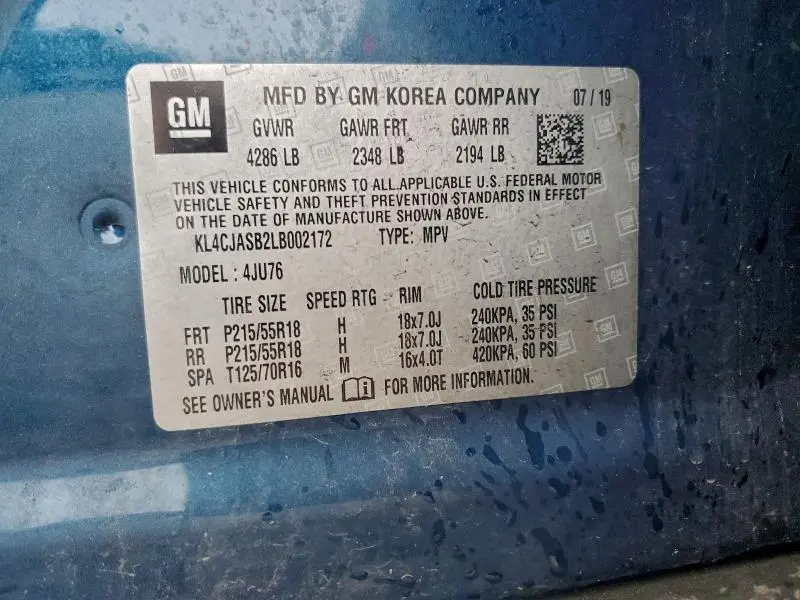 GM MFD BY GM KOREA COMPANY 07/19
GVWR GAWR FRT GAWR RR
4286 LB 2348 LB 2194 LB
THIS VEHICLE CONFORMS TO ALL APPLICABLE U.S. FEDERAL MOTOR
VEHICLE SAFETY AND THEFT PREVENTION STANDARDS IN EFFECT
ON THE DATE OF MANUFACTURE SHOWN ABOVE.
KL4CJASB2LB002172 TYPE: MPV
MODEL : 4JU76
TIRE SIZE SPEED RTG RIM COLD TIRE PRESSURE
FRT P215/55R18 H 18x7.0J 240KPA, 35 PSI
RR P215/55R18 H 18x7.0J 240KPA, 35 PSI
SPA T125/70R16 M 16x4.0T 420KPA, 60 PSI
SEE OWNER'S MANUAL FOR MORE INFORMATION.